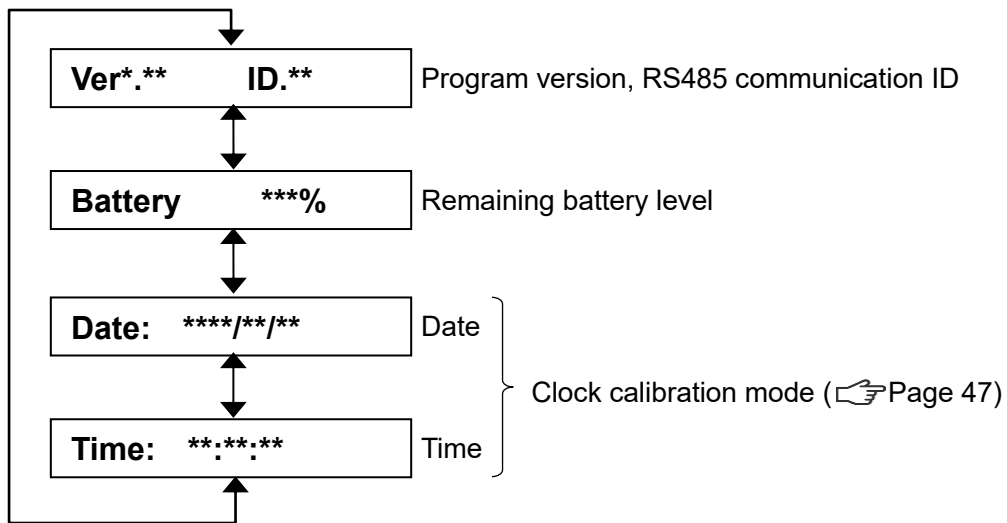 Ver*.** ID.** Program version, RS485 communication ID
Battery ***% Remaining battery level
Date: ****/**/** Date
Clock calibration mode (☞Page 47)
Time: **:**:** Time